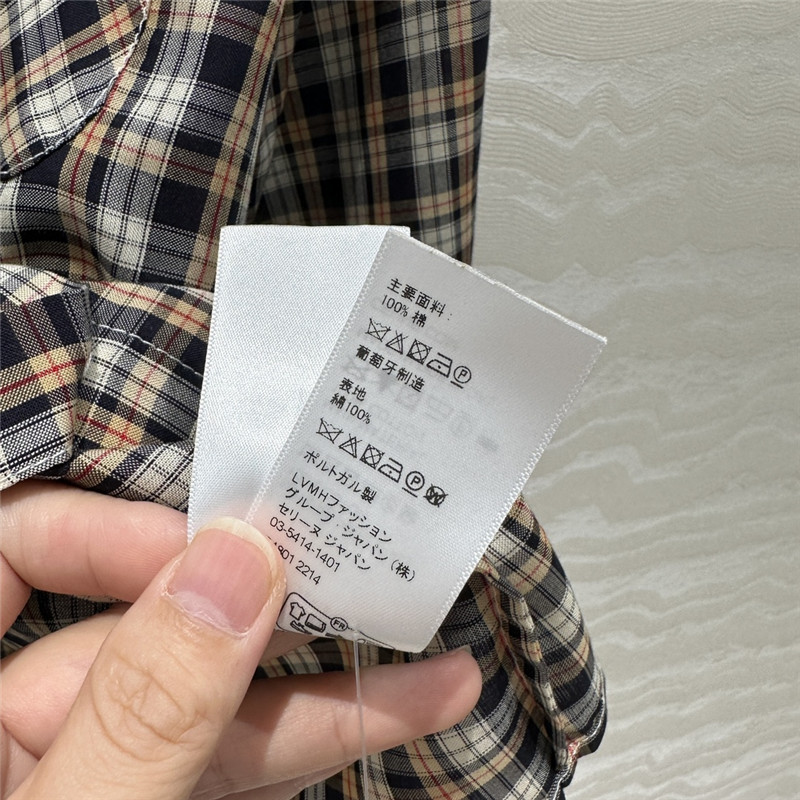 主要面料：
100% 棉
P
葡萄牙制造
表地
綿100%
P W
ポルトガル製
LVMHファッション
グループ・ジャパン（株）
セリーヌ ジャパン
03-5414-1401
2214
FR